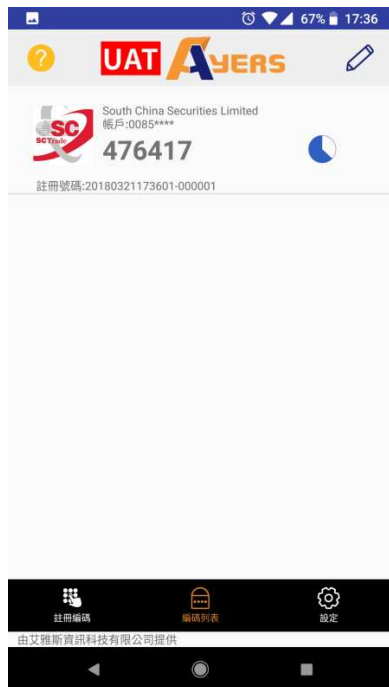 67% 17:36
?
UAT AYERS
SC
SCTrade
South China Securities Limited
帳戶:0085****
476417
註冊號碼:20180321173601-000001
註冊編碼
編碼列表
設定
由艾雅斯資訊科技有限公司提供